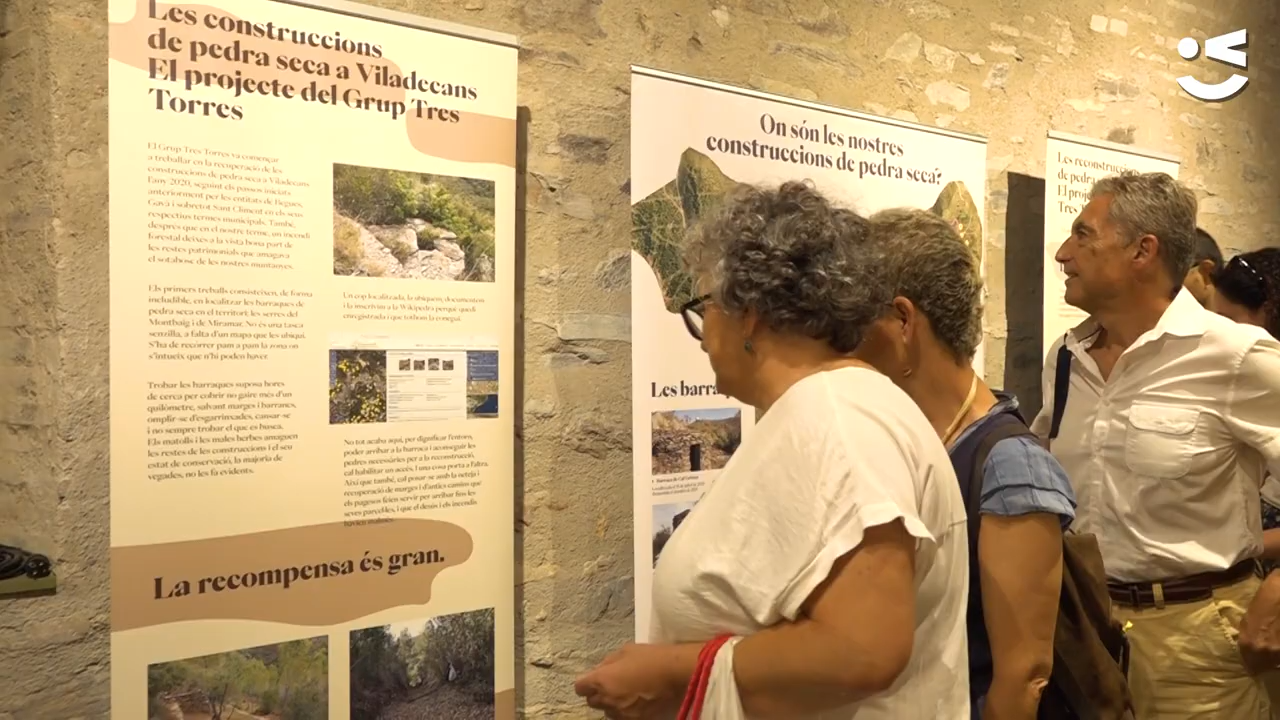 Les construccions
de pedra seca a Viladecans
El projecte del Grup Tres
Torres
El Grup Tres Torres va començar
a treballar en la recuperació de les
construccions de pedra seca a Viladecans
l'any 2020, seguint els passos iniciats
anteriorment per les entitats de Begues,
Gavà i sobretot Sant Climent en els seus
respectius termes municipals. També,
després que en el nostre terme, un incendi
forestal deixés a la vista bona part de
les restes patrimonials que amagava
el sotabosc de les nostres muntanyes.
Els primers treballs consisteixen, de forma
ineludible, en localitzar les barraques de
pedra seca en el territori: les serres del
Montbaig i de Miramar. No és una tasca
senzilla, a falta d'un mapa que les ubiqui.
S'ha de recórrer pam a pam la zona on
s'intueix que n'hi poden haver.
Trobar les barraques suposa hores
de cerca per cobrir no gaire més d'un
quilòmetre, salvant marges i barrancs,
omplir-se d'esgarrinxades, cansar-se
i no sempre trobar el que es busca.
Els matolls i les males herbes amaguen
les restes de les construccions i el seu
estat de conservació, la majoria de
vegades, no les fa evidents.
Un cop localitzada, la ubiquem, documentem
i la inscrivim a la Wikipedra perquè quedi
enregistrada i que tothom la conegui.
No tot acaba aquí, per dignificar l'entorn,
poder arribar a la barraca i aconseguir les
pedres necessàries per a la reconstrucció,
cal habilitar un accés. I una cosa porta a l'altra.
Així que també, cal posar-se amb la neteja i
recuperació de marges i d'antics camins que
els pagesos feien servir per arribar fins les
seves parcel·les, i que el desús i els incendis
havien malmès.
La recompensa és gran.
On són les nostres
construccions de pedra seca?
Les barra
Les reconstruccio
de pedra
El proje
Tres T